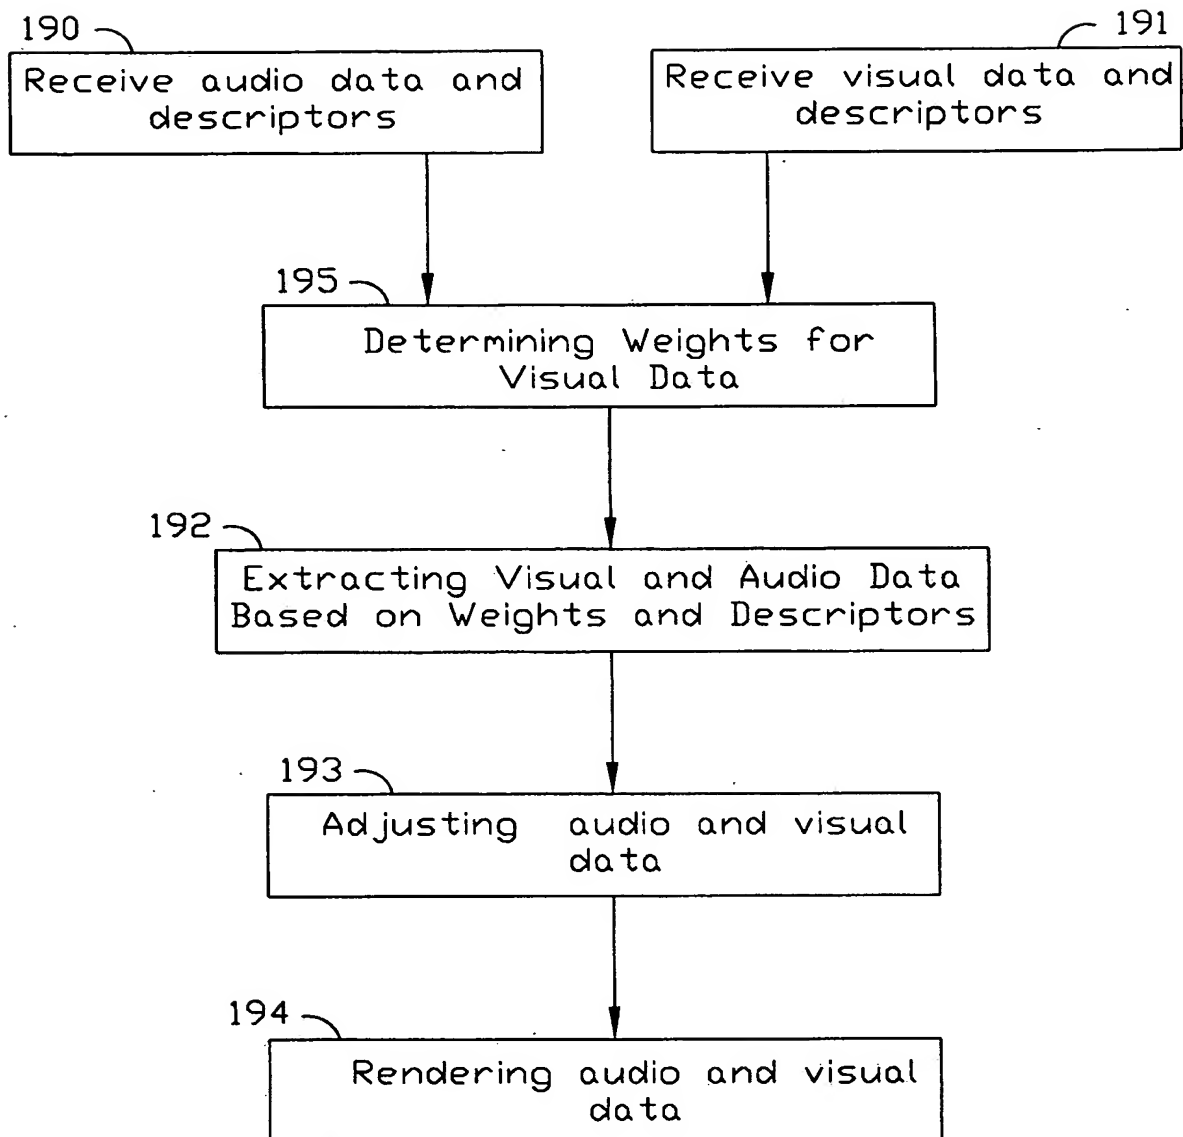 190
Receive audio data and
descriptors
191
Receive visual data and
descriptors
195
Determining Weights for
Visual Data
192
Extracting Visual and Audio Data
Based on Weights and Descriptors
193
Adjusting audio and visual
data
194
Rendering audio and visual
data